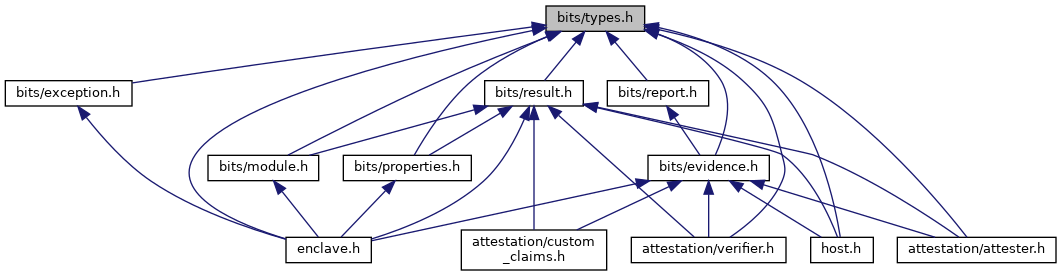 bits/types.h
bits/exception.h
bits/result.h
bits/report.h
bits/module.h
bits/properties.h
bits/evidence.h
enclave.h
attestation/custom
_claims.h
attestation/verifier.h
host.h
attestation/attester.h